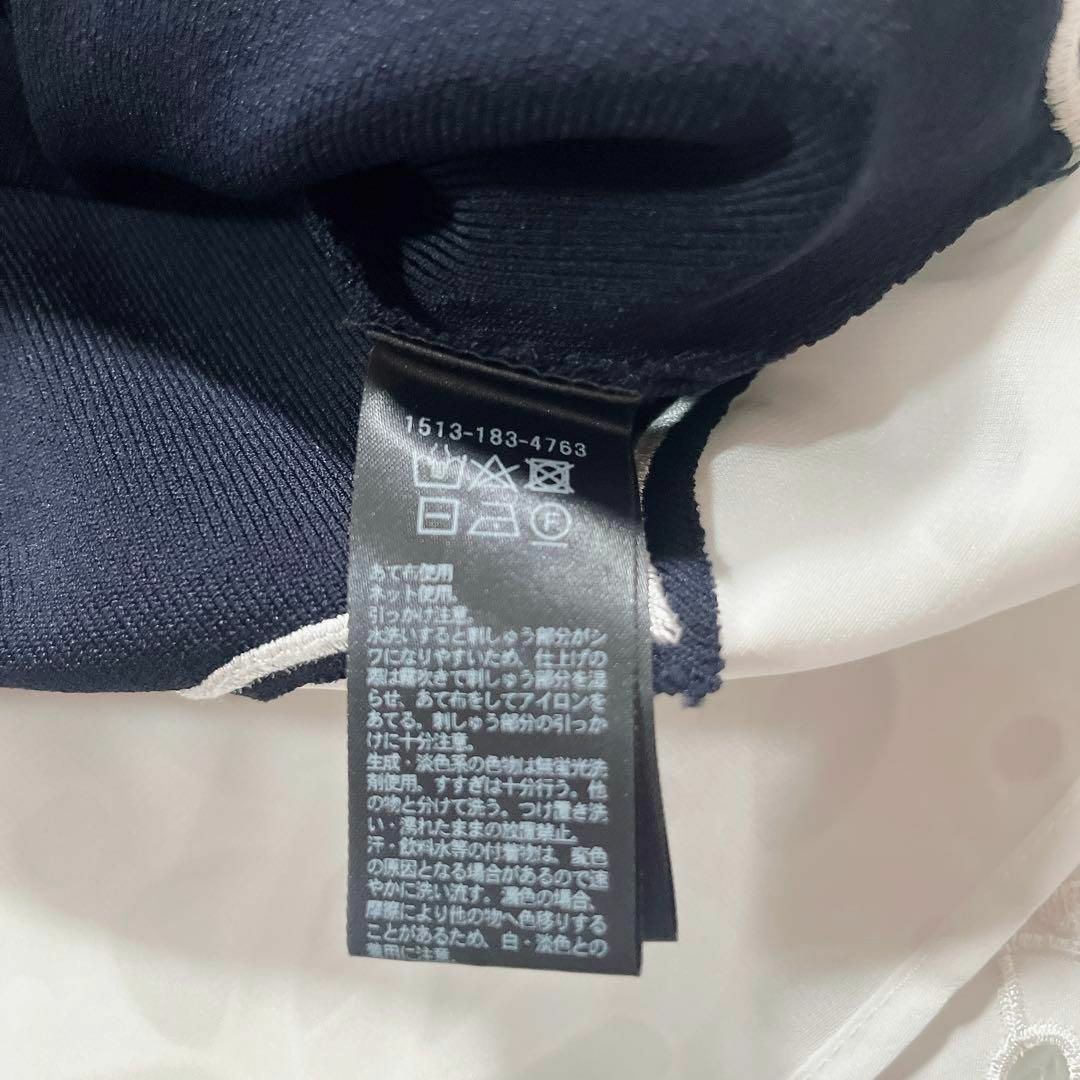 1513-183-4763
F
あて布使用
ネット使用。
引っかけ注意。
水洗いすると刺しゅう部分がシ
ワになりやすいため、仕上げの
際は霧吹きで刺しゅう部分を湿
らせ、あて布をしてアイロンを
あてる。刺しゅう部分の引っか
けに十分注意。
生成・淡色系の色物は無蛍光洗
剤使用。すすぎは十分行う。他
の物と分けて洗う。つけ置き洗
い・濡れたままの放置禁止。
汗・飲料水等の付着物は、変色
の原因となる場合があるので速
やかに洗い流す。濃色の場合、
摩擦により他の物へ色移りする
ことがあるため、白・淡色との
着用に注意。